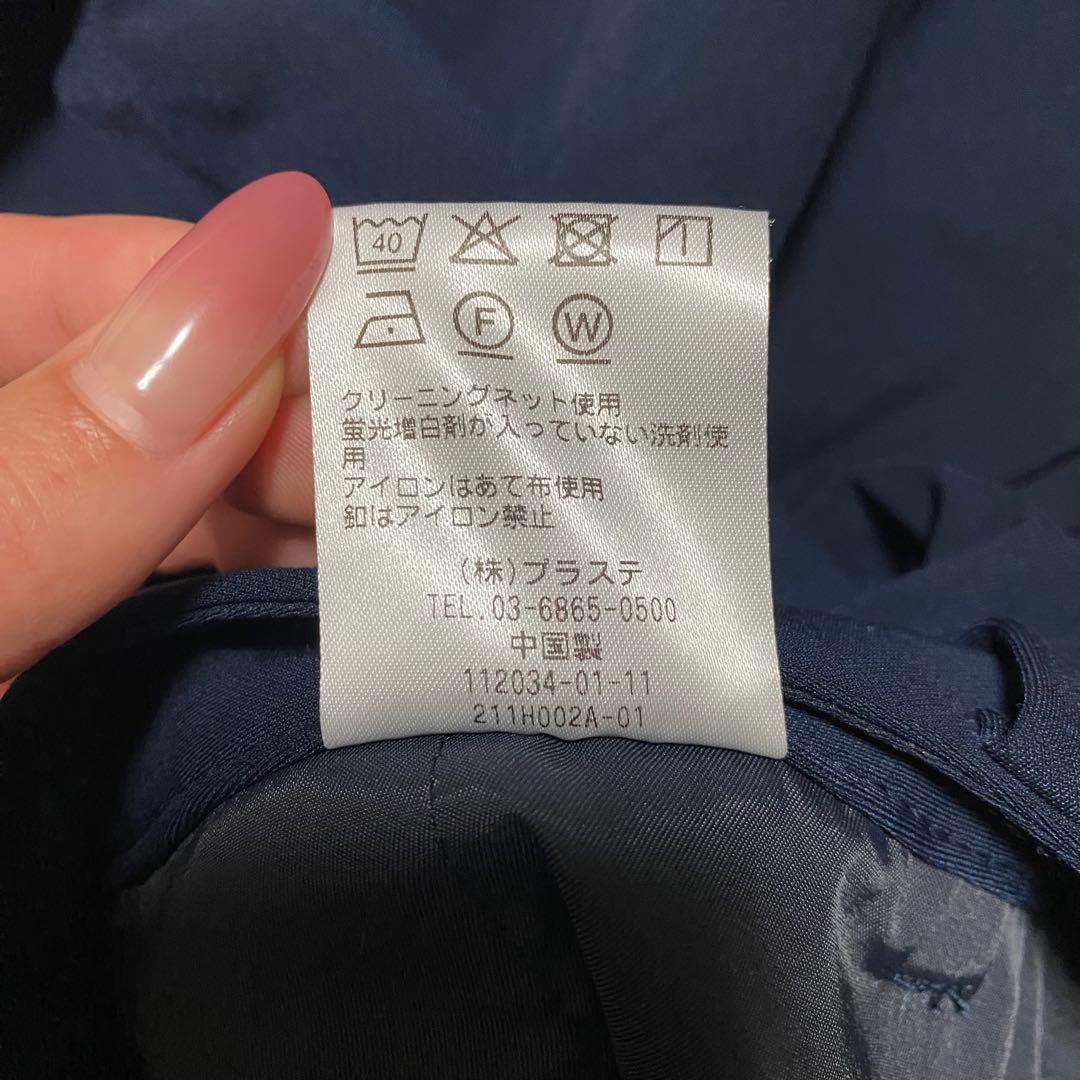 40
F W
クリーニングネット使用
蛍光増白剤が入っていない洗剤使
用
アイロンはあて布使用
釦はアイロン禁止
(株)プラステ
TEL.03-6865-0500
中国製
112034-01-11
211H002A-01